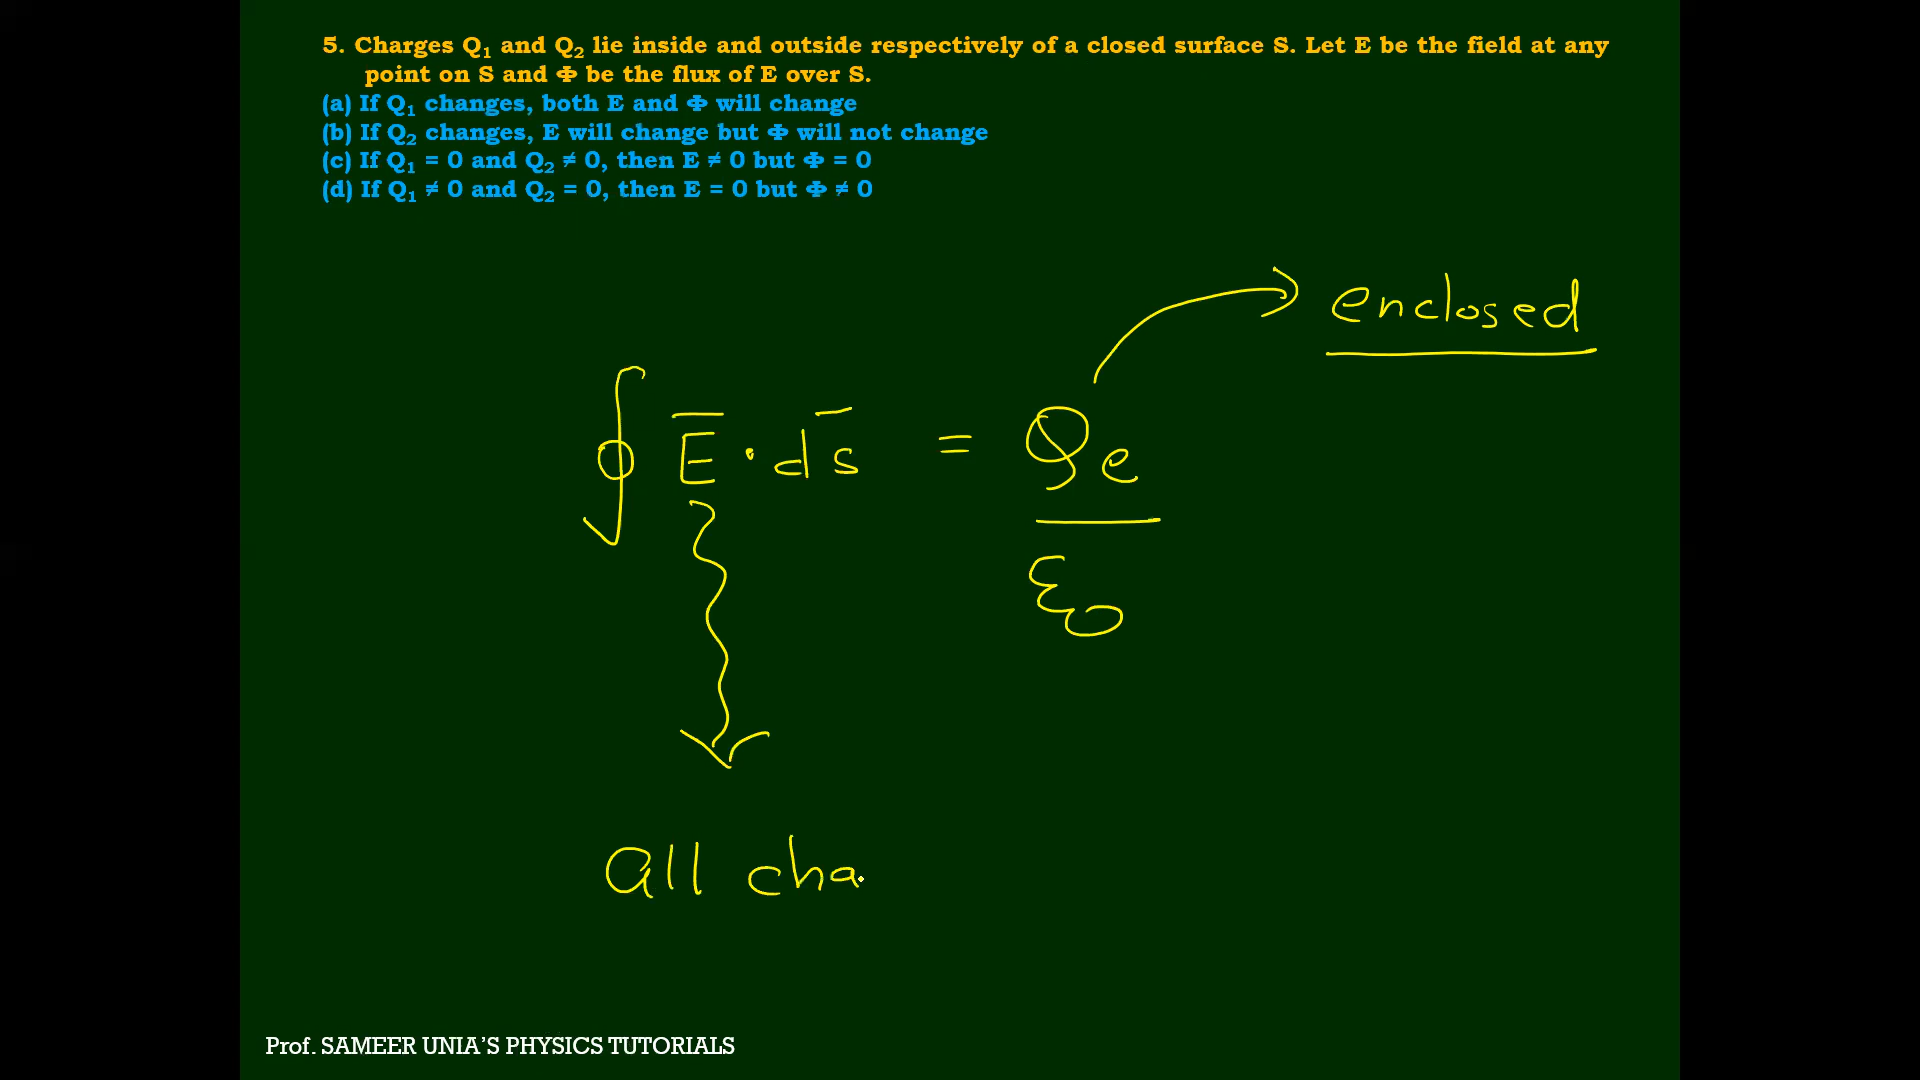 5. Charges Q₁ and Q₂ lie inside and outside respectively of a closed surface S. Let E be the field at any
point on S and Φ be the flux of E over S.
(a) If Q₁ changes, both E and Φ will change
(b) If Q₂ changes, E will change but Φ will not change
(c) If Q₁ = 0 and Q₂ ≠ 0, then E ≠ 0 but Φ = 0
(d) If Q₁ ≠ 0 and Q₂ = 0, then E = 0 but Φ ≠ 0
enclosed
∮ E̅ · ds̅ = Qe
ε₀
all cha
Prof. SAMEER UNIA’S PHYSICS TUTORIALS